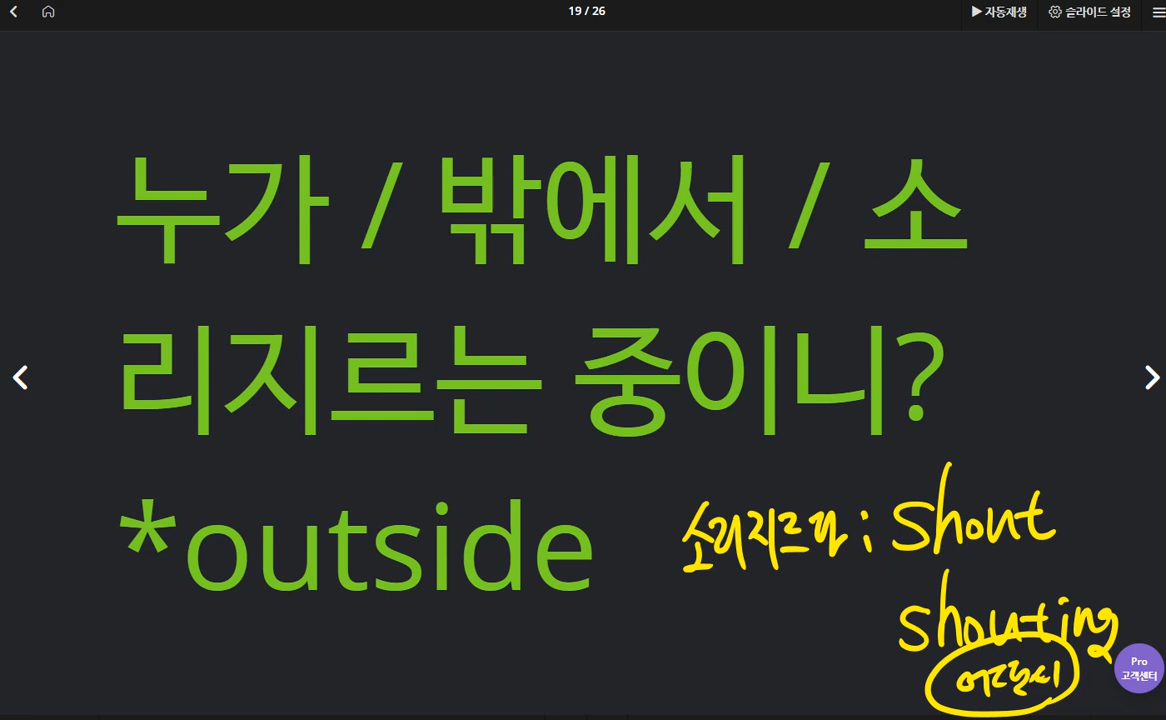 19 / 26
자동재생
슬라이드 설정
누가 / 밖에서 / 소
리지르는 중이니?
*outside
소리지르다 ; shout
shouting
어떤씨
Pro
고객센터